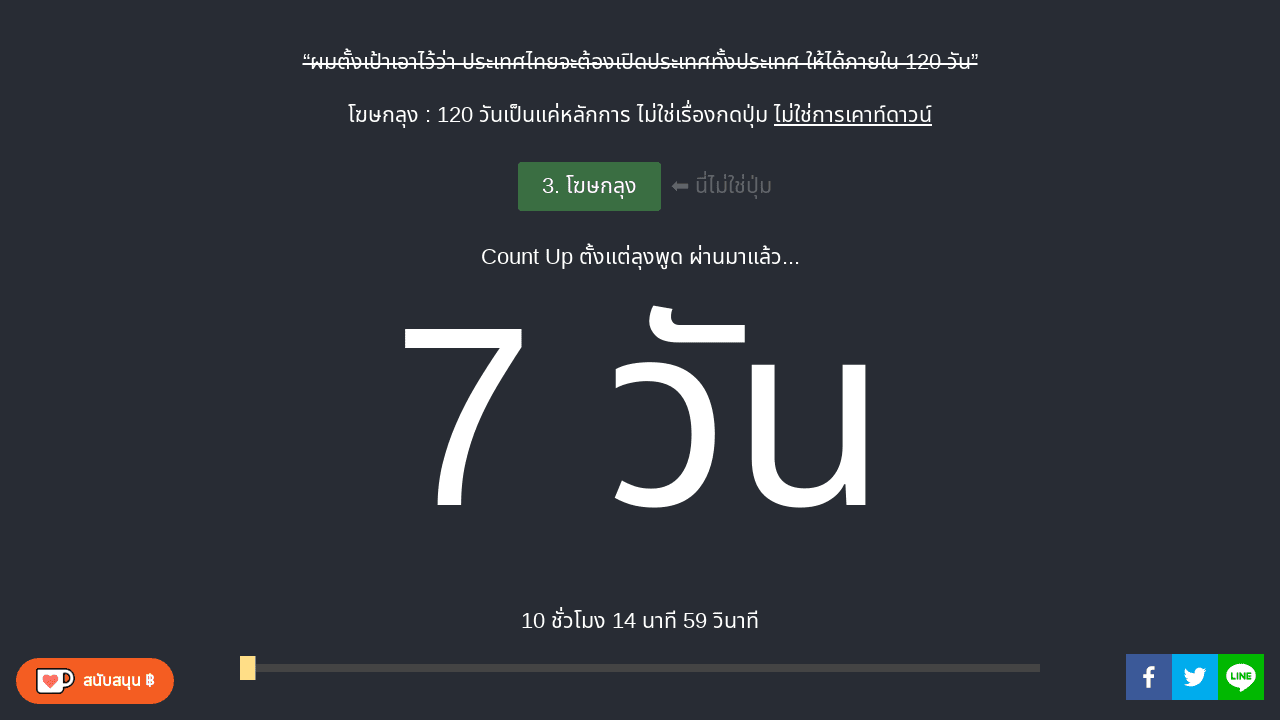 “ผมตั้งเป้าเอาไว้ว่า ประเทศไทยจะต้องเปิดประเทศทั้งประเทศ ให้ได้ภายใน 120 วัน”
โฆษกลุง : 120 วันเป็นแค่หลักการ ไม่ใช่เรื่องกดปุ่ม ไม่ใช่การเคาท์ดาวน์
3. โฆษกลุง ⬅ นี่ไม่ใช่ปุ่ม
Count Up ตั้งแต่ลุงพูด ผ่านมาแล้ว...
7 วัน
10 ชั่วโมง 14 นาที 59 วินาที
สนับสนุน ฿
LINE